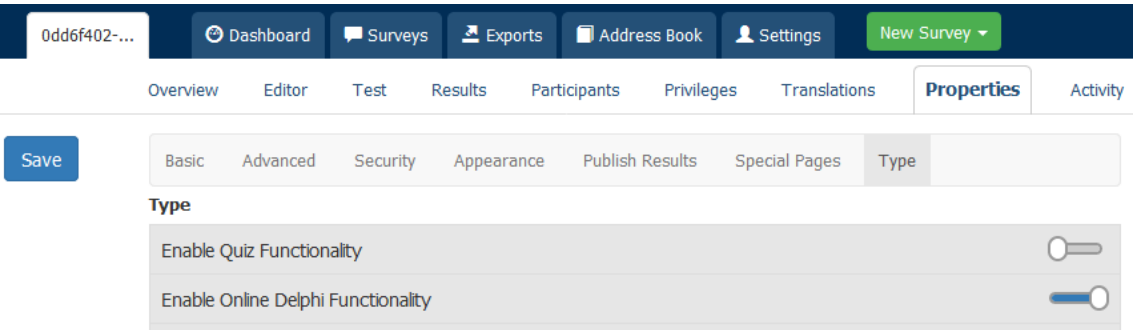 0dd6f402-... Dashboard Surveys Exports Address Book Settings New Survey
Overview Editor Test Results Participants Privileges Translations Properties Activity
Save Basic Advanced Security Appearance Publish Results Special Pages Type
Type
Enable Quiz Functionality
Enable Online Delphi Functionality